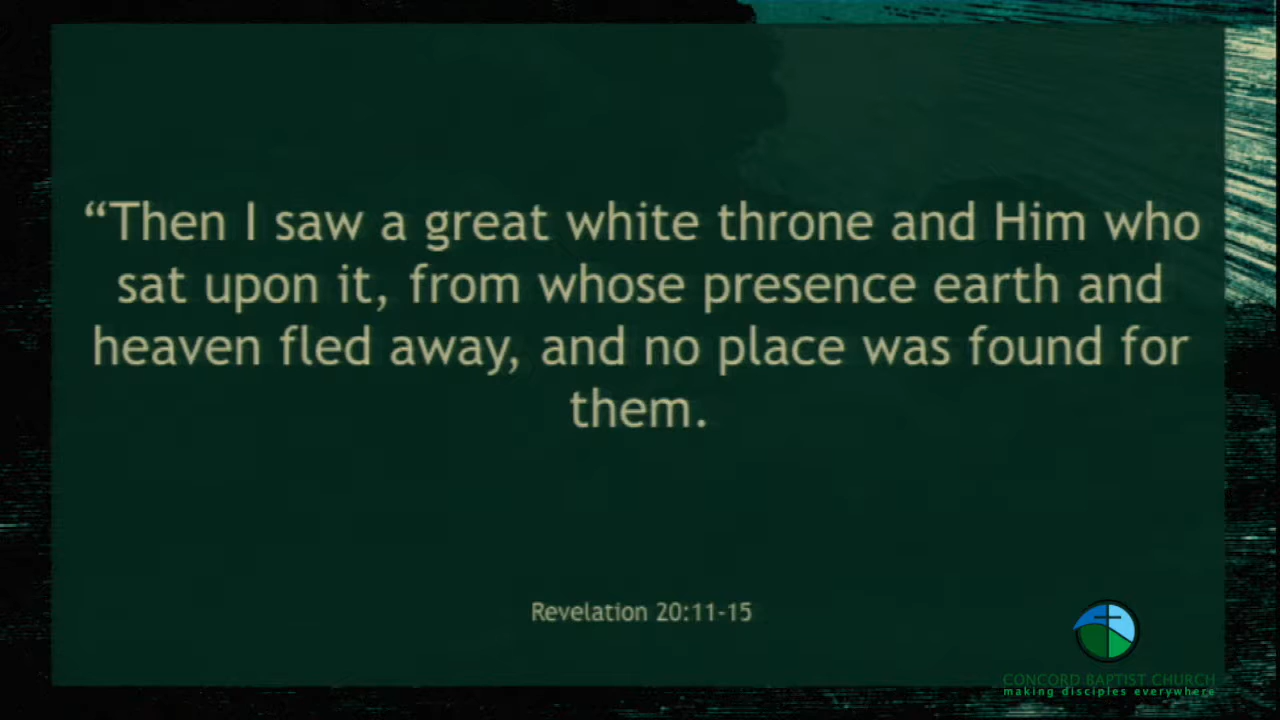 “Then I saw a great white throne and Him who
sat upon it, from whose presence earth and
heaven fled away, and no place was found for
them.
Revelation 20:11-15
CONCORD BAPTIST CHURCH
making disciples everywhere